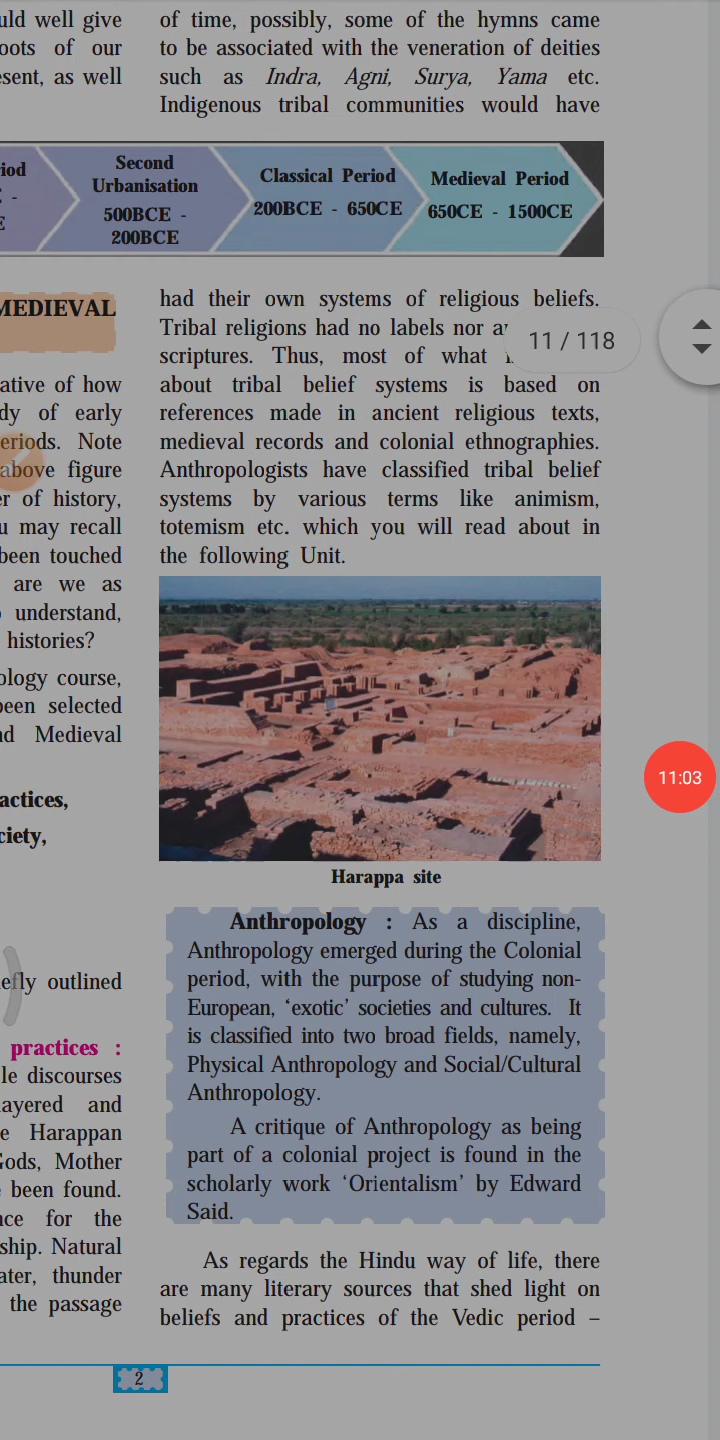 uld well give
oots of our
esent, as well
of time, possibly, some of the hymns came
to be associated with the veneration of deities
such as Indra, Agni, Surya, Yama etc.
Indigenous tribal communities would have
iod
-
E
Second
Urbanisation
500BCE -
200BCE
Classical Period
200BCE - 650CE
Medieval Period
650CE - 1500CE
MEDIEVAL
ative of how
dy of early
eriods. Note
above figure
er of history,
u may recall
been touched
are we as
understand,
histories?
ology course,
been selected
nd Medieval
actices,
ciety,
efly outlined
practices :
le discourses
layered and
e Harappan
Gods, Mother
been found.
nce for the
ship. Natural
ater, thunder
the passage
had their own systems of religious beliefs.
Tribal religions had no labels nor
scriptures. Thus, most of what
about tribal belief systems is based on
references made in ancient religious texts,
medieval records and colonial ethnographies.
Anthropologists have classified tribal belief
systems by various terms like animism,
totemism etc. which you will read about in
the following Unit.
11 / 118
11:03
Harappa site
Anthropology : As a discipline,
Anthropology emerged during the Colonial
period, with the purpose of studying non-
European, ‘exotic’ societies and cultures. It
is classified into two broad fields, namely,
Physical Anthropology and Social/Cultural
Anthropology.
A critique of Anthropology as being
part of a colonial project is found in the
scholarly work ‘Orientalism’ by Edward
Said.
As regards the Hindu way of life, there
are many literary sources that shed light on
beliefs and practices of the Vedic period –
2